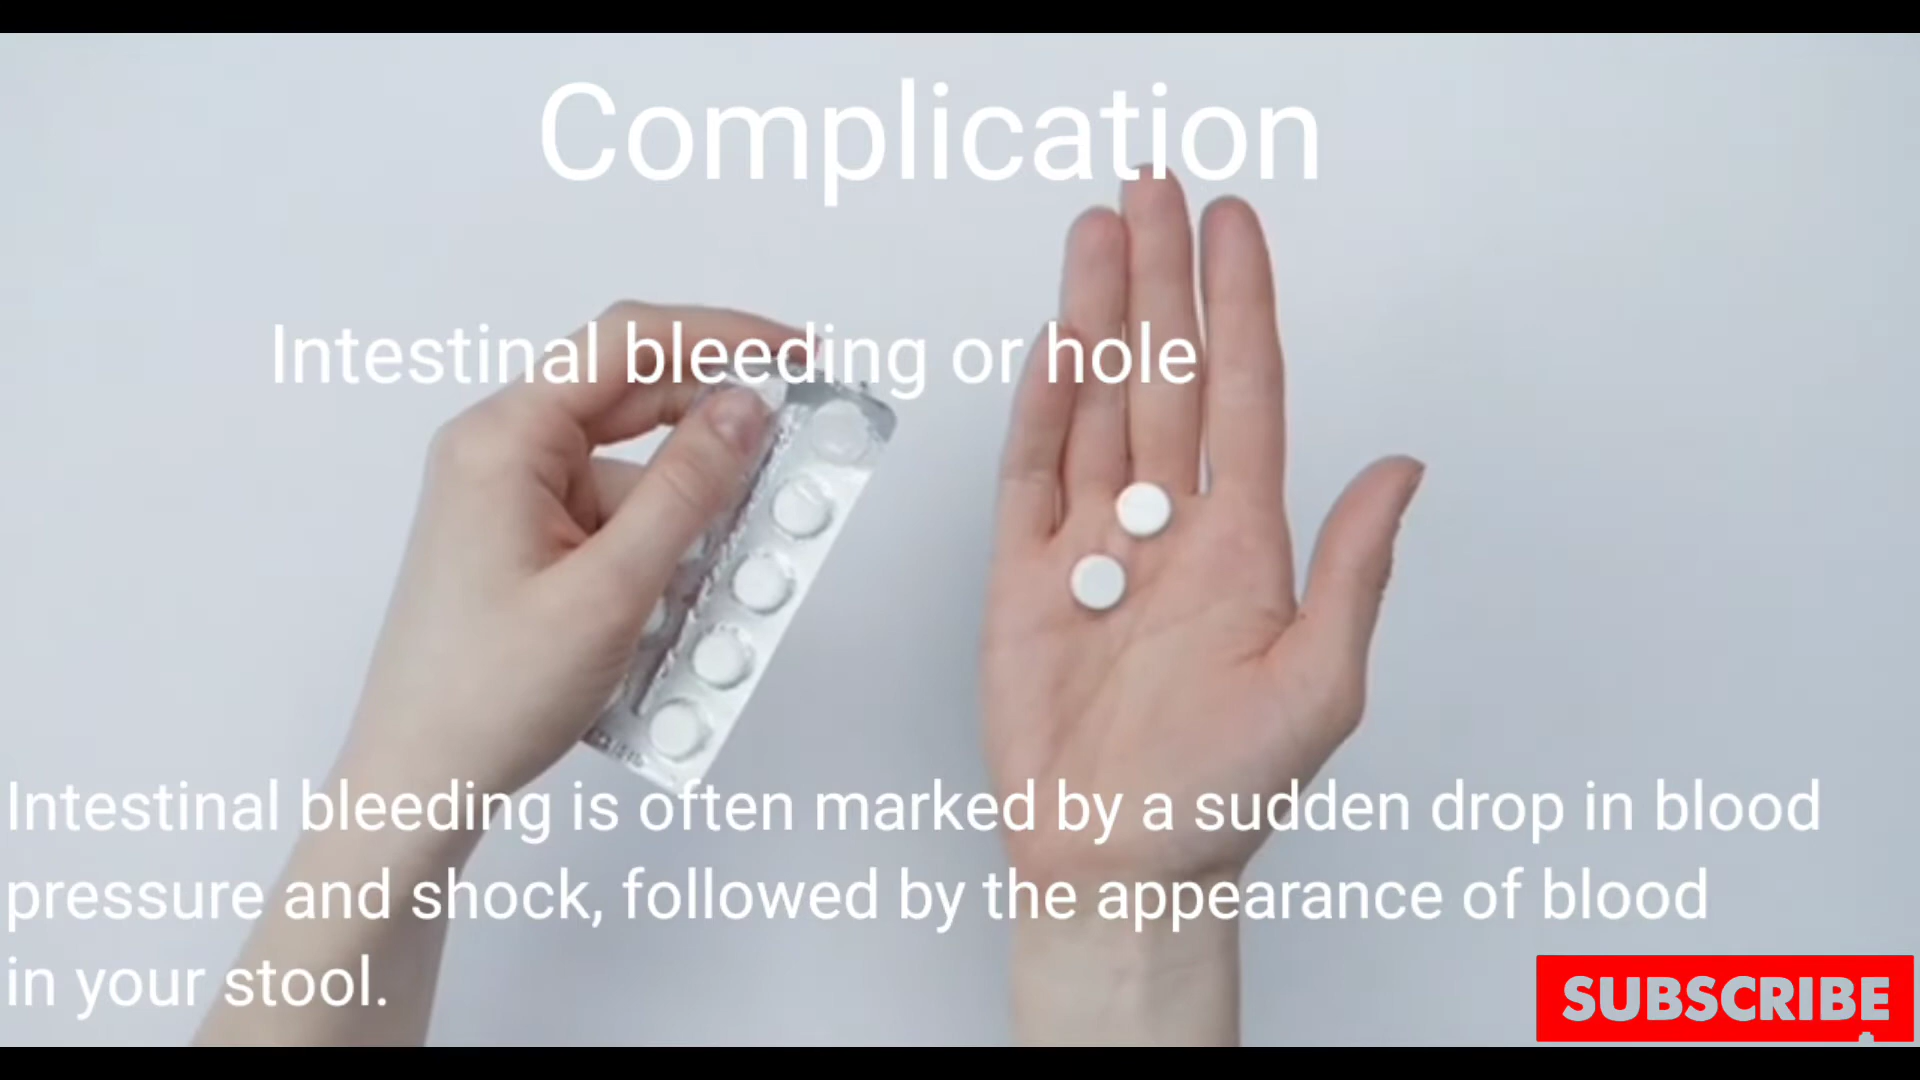 Complication
Intestinal bleeding or hole
Intestinal bleeding is often marked by a sudden drop in blood
pressure and shock, followed by the appearance of blood
in your stool.
SUBSCRIBE